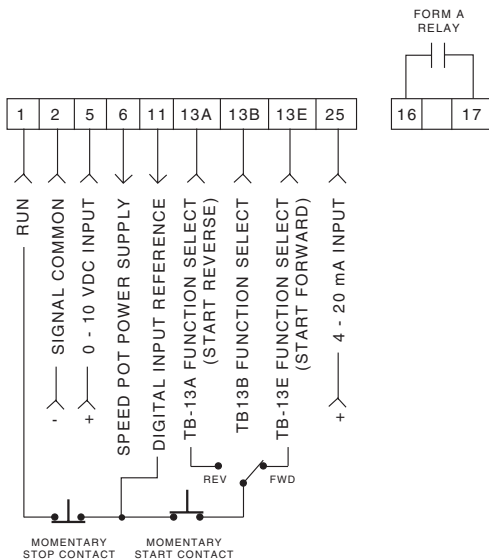 FORM A
RELAY
1 2 5 6 11 13A 13B 13E 25 16 17
RUN
SIGNAL COMMON
0 - 10 VDC INPUT
SPEED POT POWER SUPPLY
DIGITAL INPUT REFERENCE
TB-13A FUNCTION SELECT
(START REVERSE)
TB13B FUNCTION SELECT
TB-13E FUNCTION SELECT
(START FORWARD)
4 - 20 mA INPUT
- + +
REV FWD
MOMENTARY
STOP CONTACT
MOMENTARY
START CONTACT